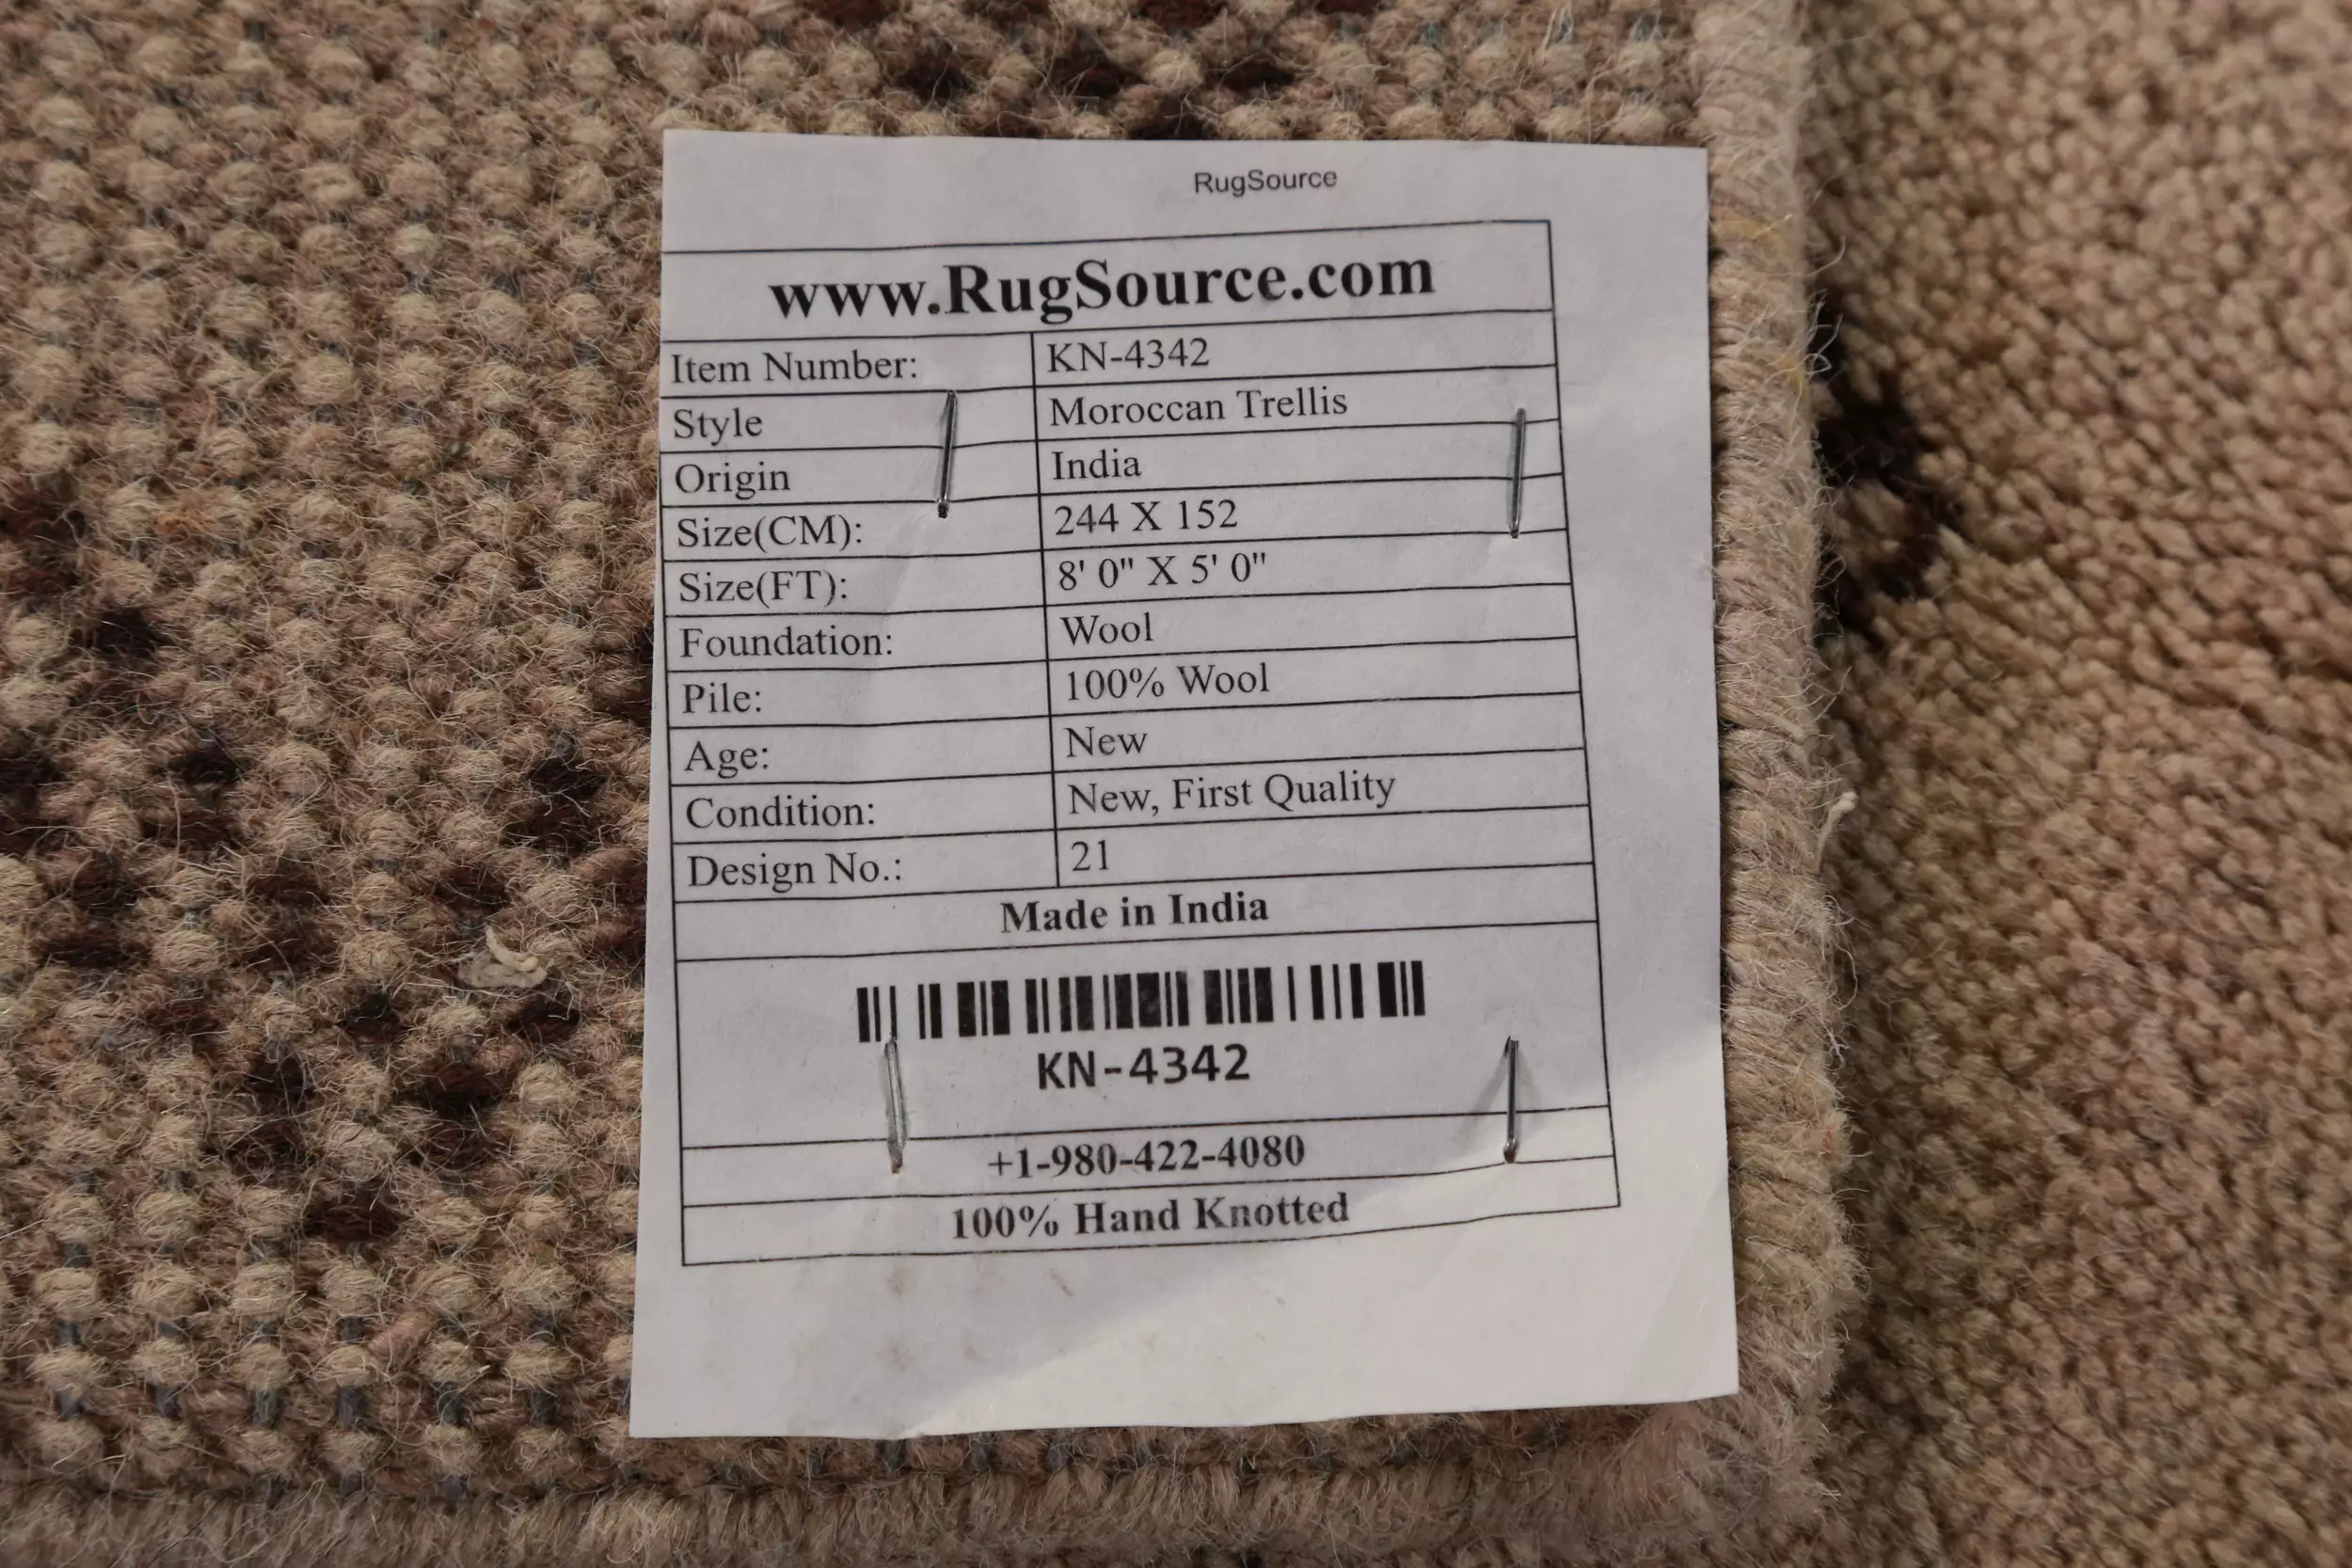 RugSource
www.RugSource.com
Item Number: KN-4342
Style Moroccan Trellis
Origin India
Size(CM): 244 X 152
Size(FT): 8' 0" X 5' 0"
Foundation: Wool
Pile: 100% Wool
Age: New
Condition: New, First Quality
Design No.: 21
Made in India
KN-4342
+1-980-422-4080
100% Hand Knotted